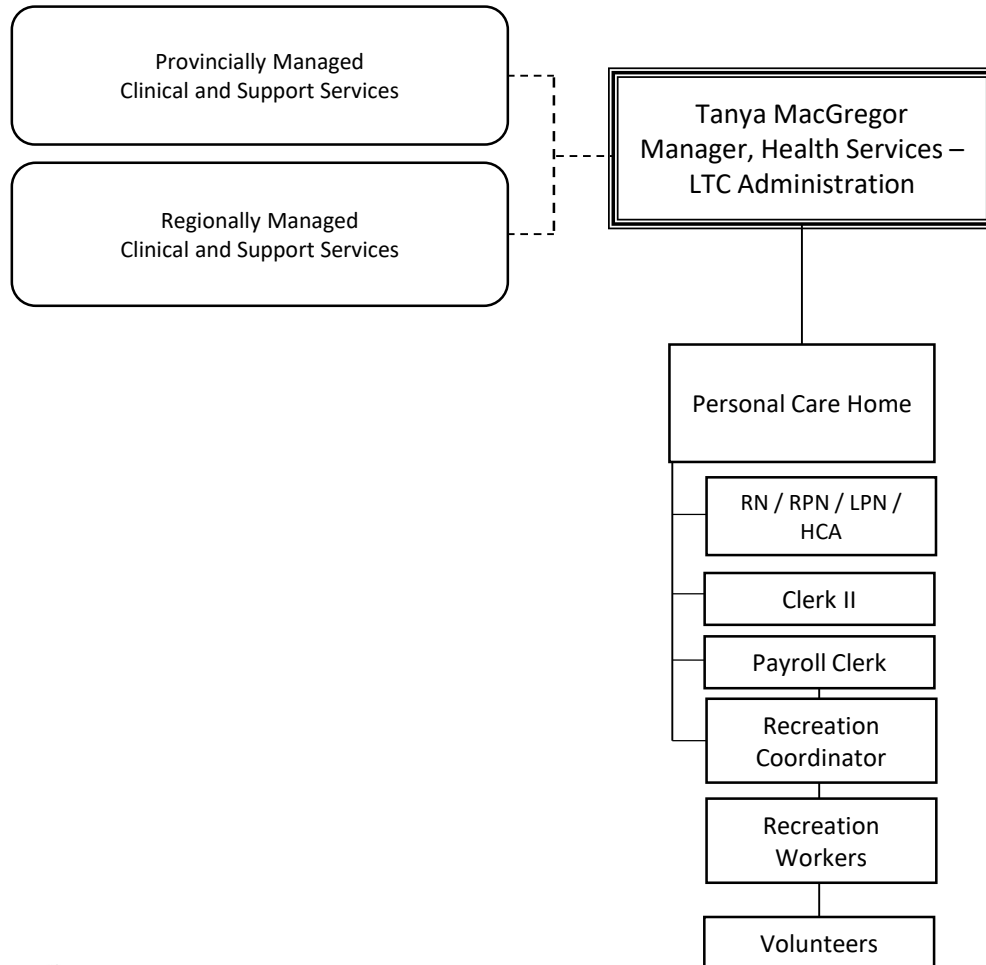 Provincially Managed
Clinical and Support Services
Tanya MacGregor
Manager, Health Services –
LTC Administration
Regionally Managed
Clinical and Support Services
Personal Care Home
RN / RPN / LPN /
HCA
Clerk II
Payroll Clerk
Recreation
Coordinator
Recreation
Workers
Volunteers